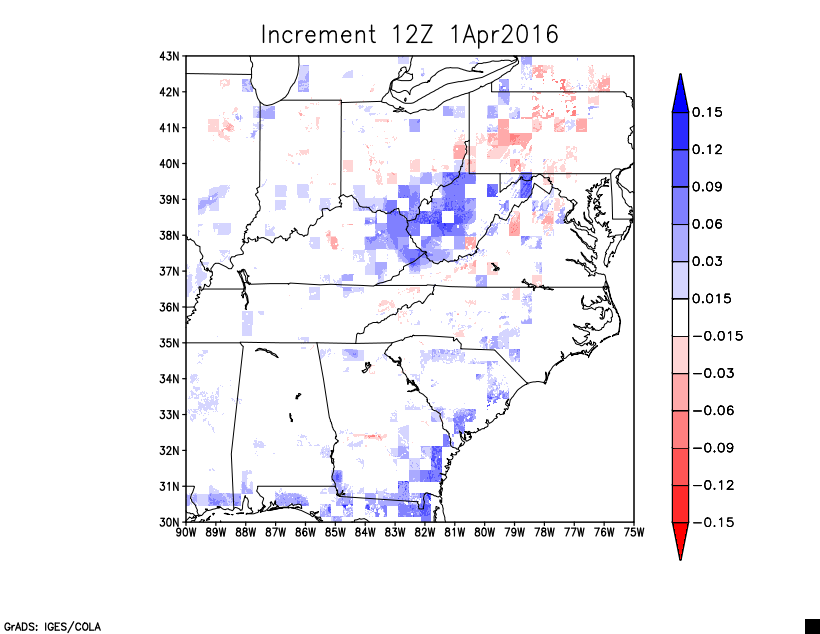 Increment 12Z 1Apr2016
43N
42N
41N
40N
39N
38N
37N
36N
35N
34N
33N
32N
31N
30N
90W 89W 88W 87W 86W 85W 84W 83W 82W 81W 80W 79W 78W 77W 76W 75W
0.15
0.12
0.09
0.06
0.03
0.015
−0.015
−0.03
−0.06
−0.09
−0.12
−0.15
GrADS: IGES/COLA